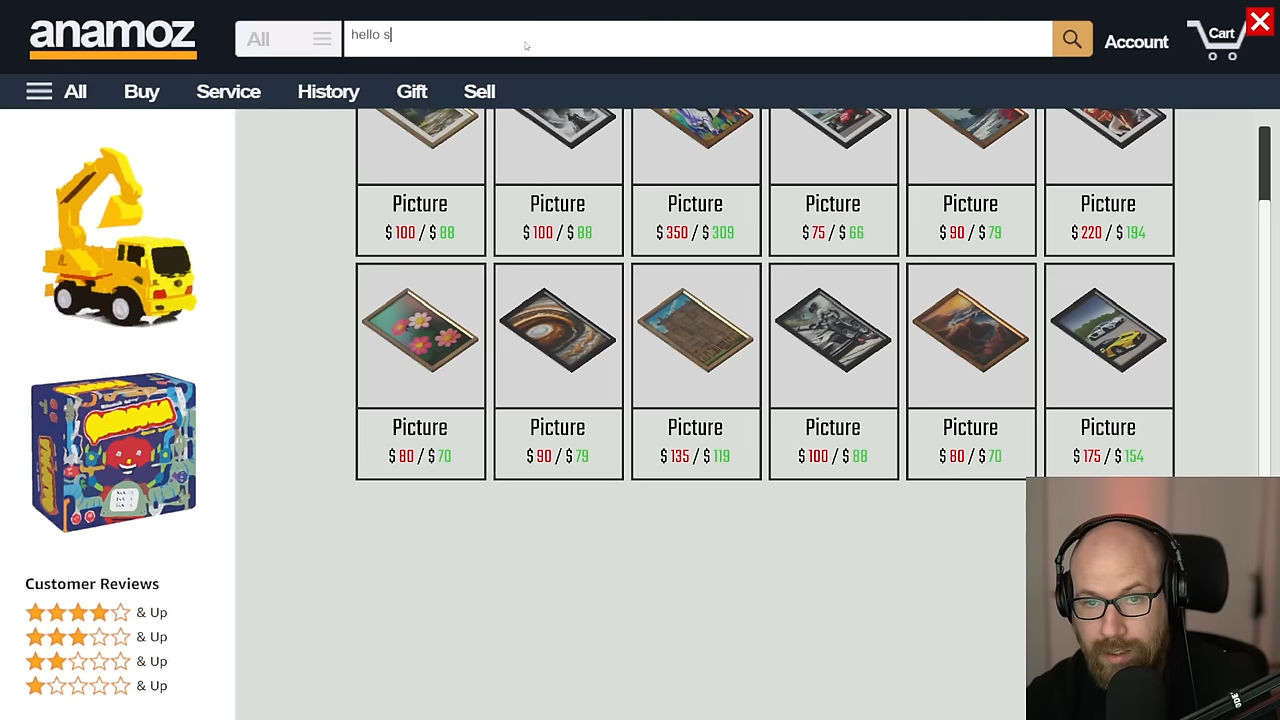 anamoz
All
hello s
Account
Cart
All
Buy
Service
History
Gift
Sell
Picture
$ 100 / $ 88
Picture
$ 100 / $ 88
Picture
$ 350 / $ 309
Picture
$ 75 / $ 66
Picture
$ 90 / $ 79
Picture
$ 220 / $ 194
Picture
$ 80 / $ 70
Picture
$ 90 / $ 79
Picture
$ 135 / $ 119
Picture
$ 100 / $ 88
Picture
$ 80 / $ 70
Picture
$ 175 / $ 154
Customer Reviews
& Up
& Up
& Up
& Up